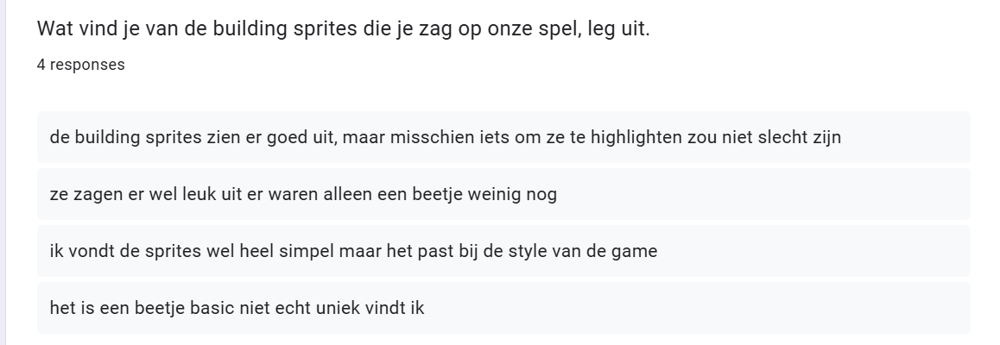 Wat vind je van de building sprites die je zag op onze spel, leg uit.
4 responses
de building sprites zien er goed uit, maar misschien iets om ze te highlighten zou niet slecht zijn
ze zagen er wel leuk uit er waren alleen een beetje weinig nog
ik vondt de sprites wel heel simpel maar het past bij de style van de game
het is een beetje basic niet echt uniek vindt ik